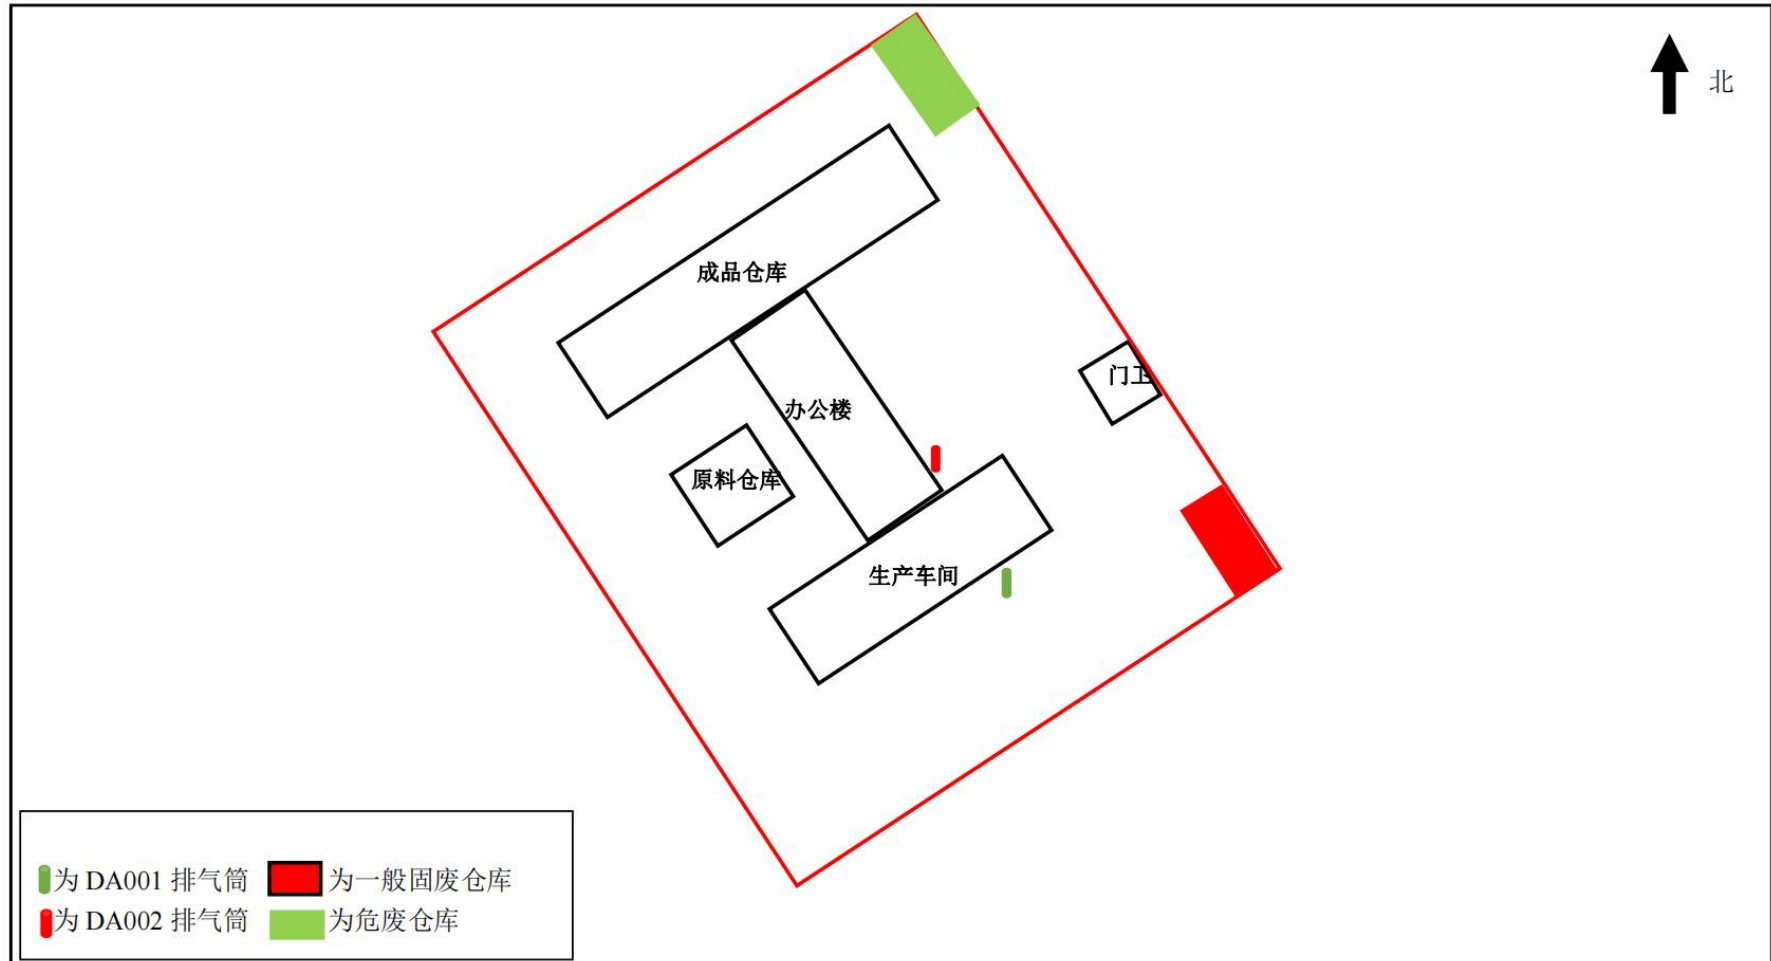 北
成品仓库
门卫
办公楼
原料仓库
生产车间
为 DA001 排气筒 为一般固废仓库
为 DA002 排气筒 为危废仓库